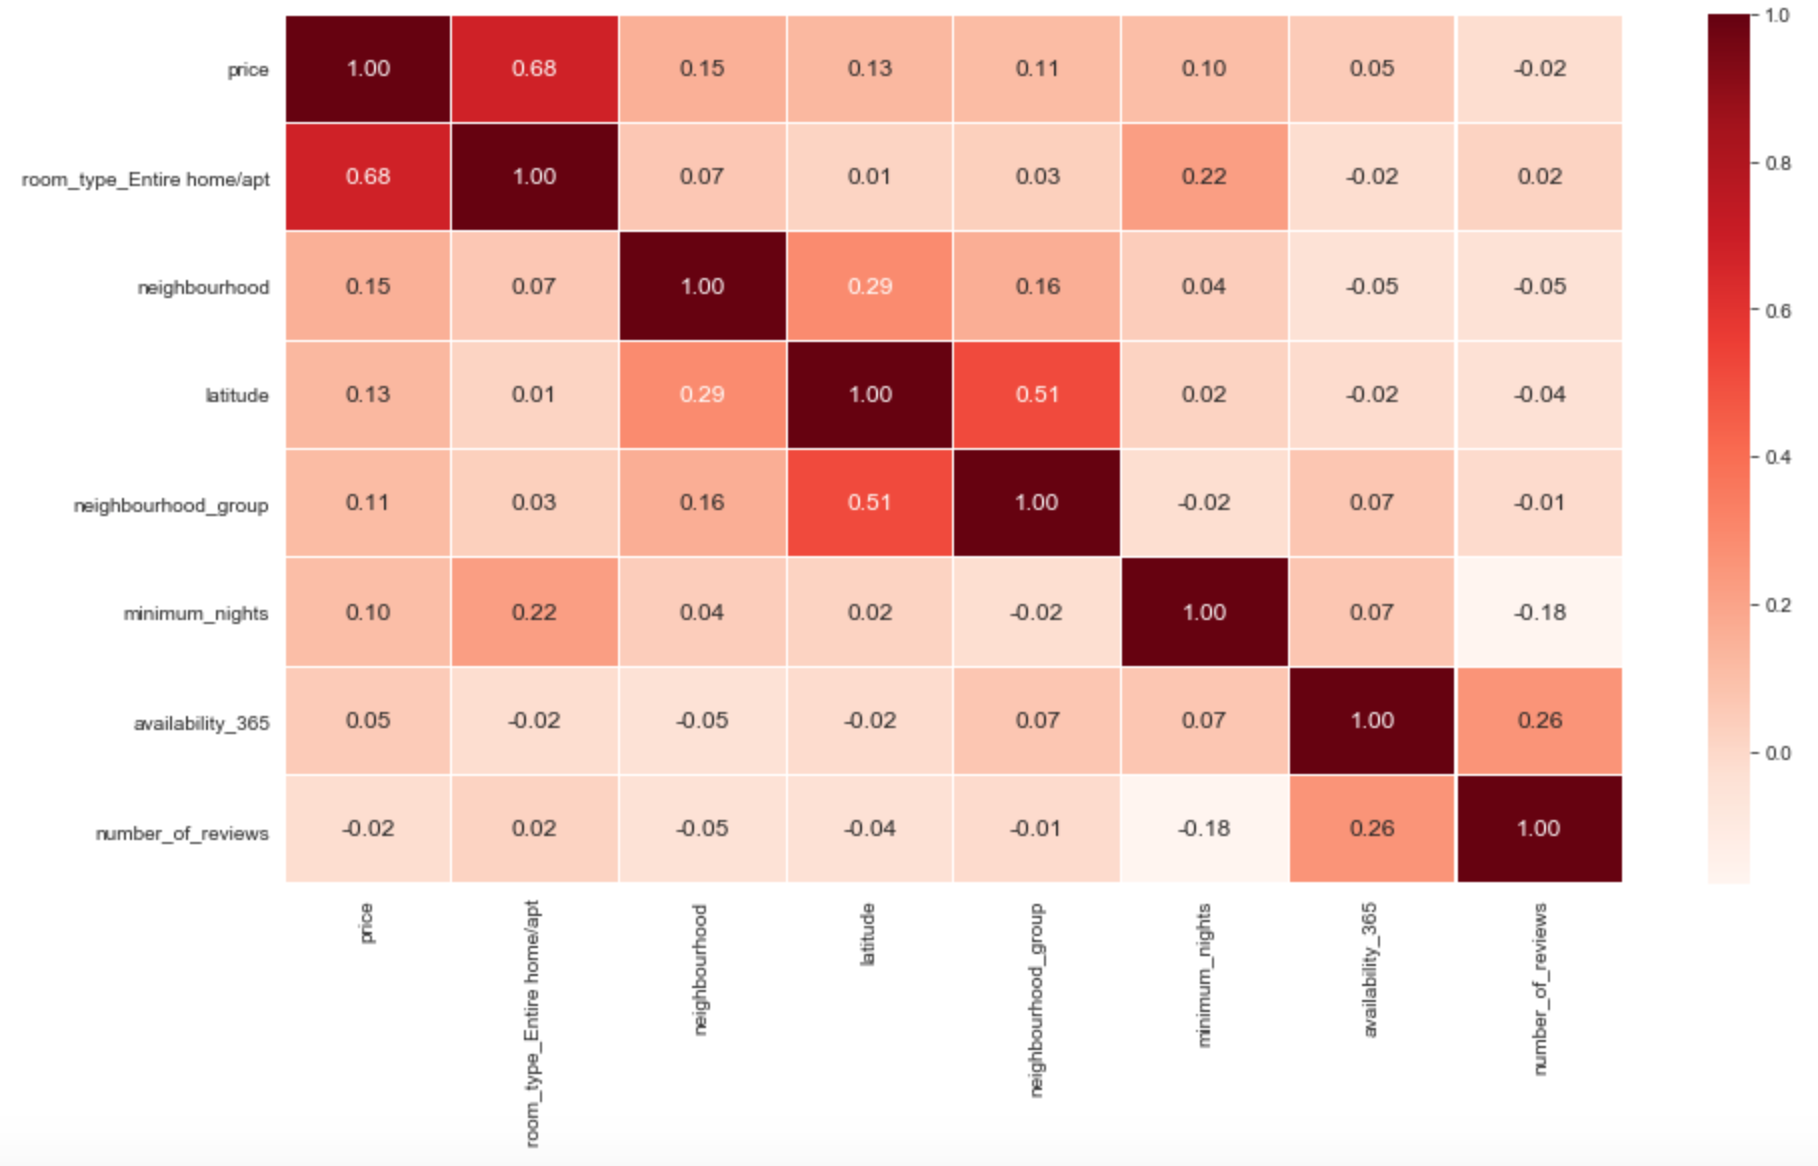 price 1.00 0.68 0.15 0.13 0.11 0.10 0.05 -0.02
room_type_Entire home/apt 0.68 1.00 0.07 0.01 0.03 0.22 -0.02 0.02
neighbourhood 0.15 0.07 1.00 0.29 0.16 0.04 -0.05 -0.05
latitude 0.13 0.01 0.29 1.00 0.51 0.02 -0.02 -0.04
neighbourhood_group 0.11 0.03 0.16 0.51 1.00 -0.02 0.07 -0.01
minimum_nights 0.10 0.22 0.04 0.02 -0.02 1.00 0.07 -0.18
availability_365 0.05 -0.02 -0.05 -0.02 0.07 0.07 1.00 0.26
number_of_reviews -0.02 0.02 -0.05 -0.04 -0.01 -0.18 0.26 1.00
price
room_type_Entire home/apt
neighbourhood
latitude
neighbourhood_group
minimum_nights
availability_365
number_of_reviews
1.0
0.8
0.6
0.4
0.2
0.0